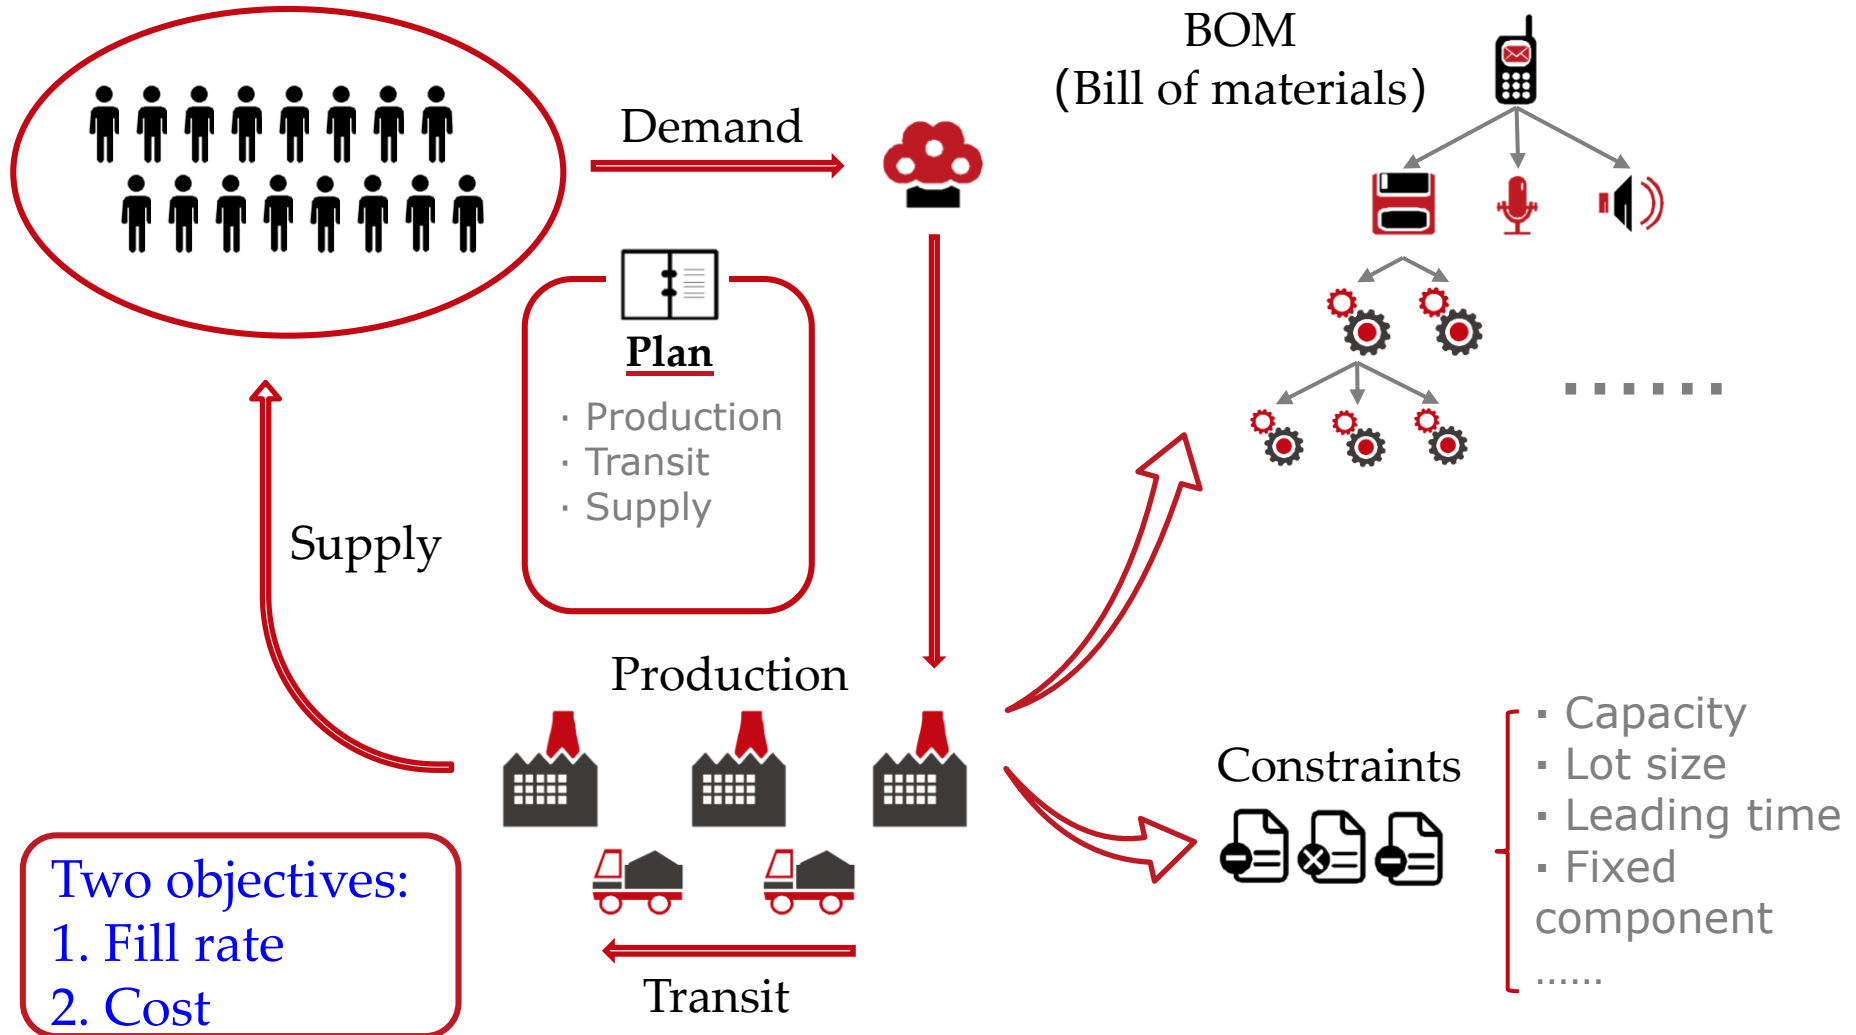 BOM
(Bill of materials)
Demand
Plan
· Production
· Transit
· Supply
Supply
Production
Constraints
▪ Capacity
▪ Lot size
▪ Leading time
▪ Fixed
component
......
Two objectives:
1. Fill rate
2. Cost
Transit